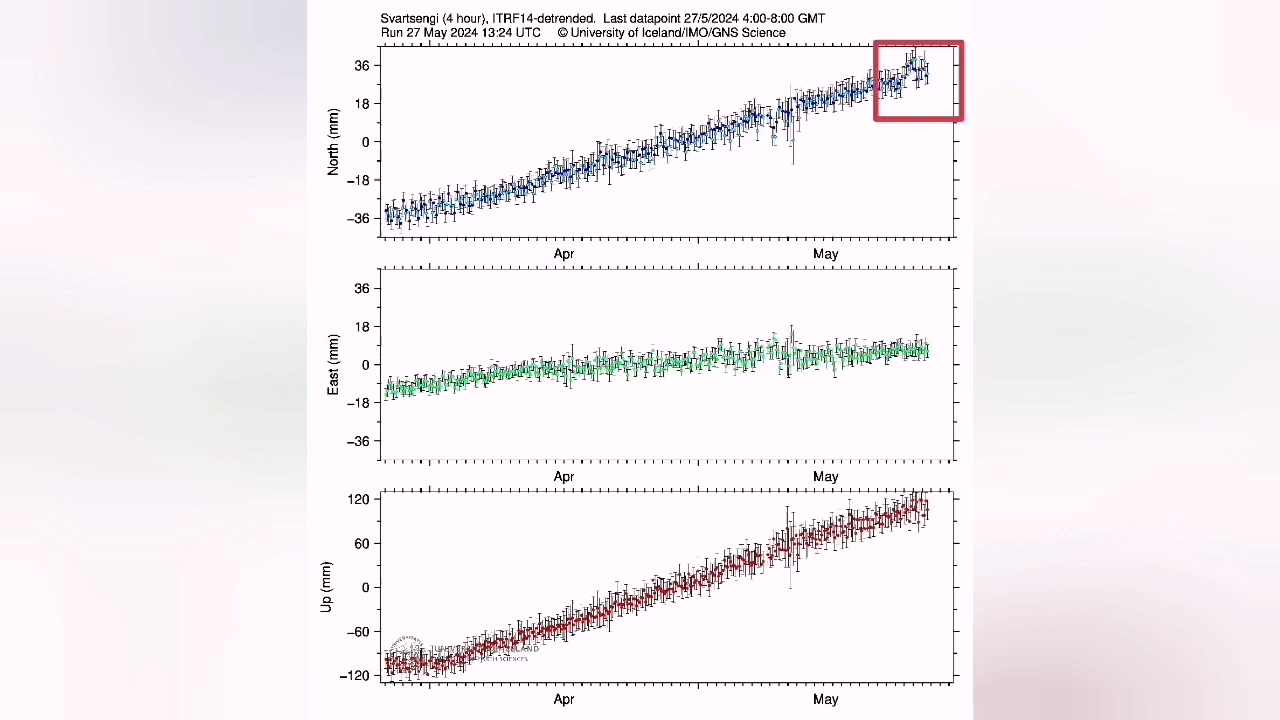 Svartsengi (4 hour), ITRF14-detrended. Last datapoint 27/5/2024 4:00-8:00 GMT
Run 27 May 2024 13:24 UTC © University of Iceland/IMO/GNS Science
36
18
0
−18
−36
North (mm)
Apr May
36
18
0
−18
−36
East (mm)
Apr May
120
60
0
−60
−120
Up (mm)
Apr May